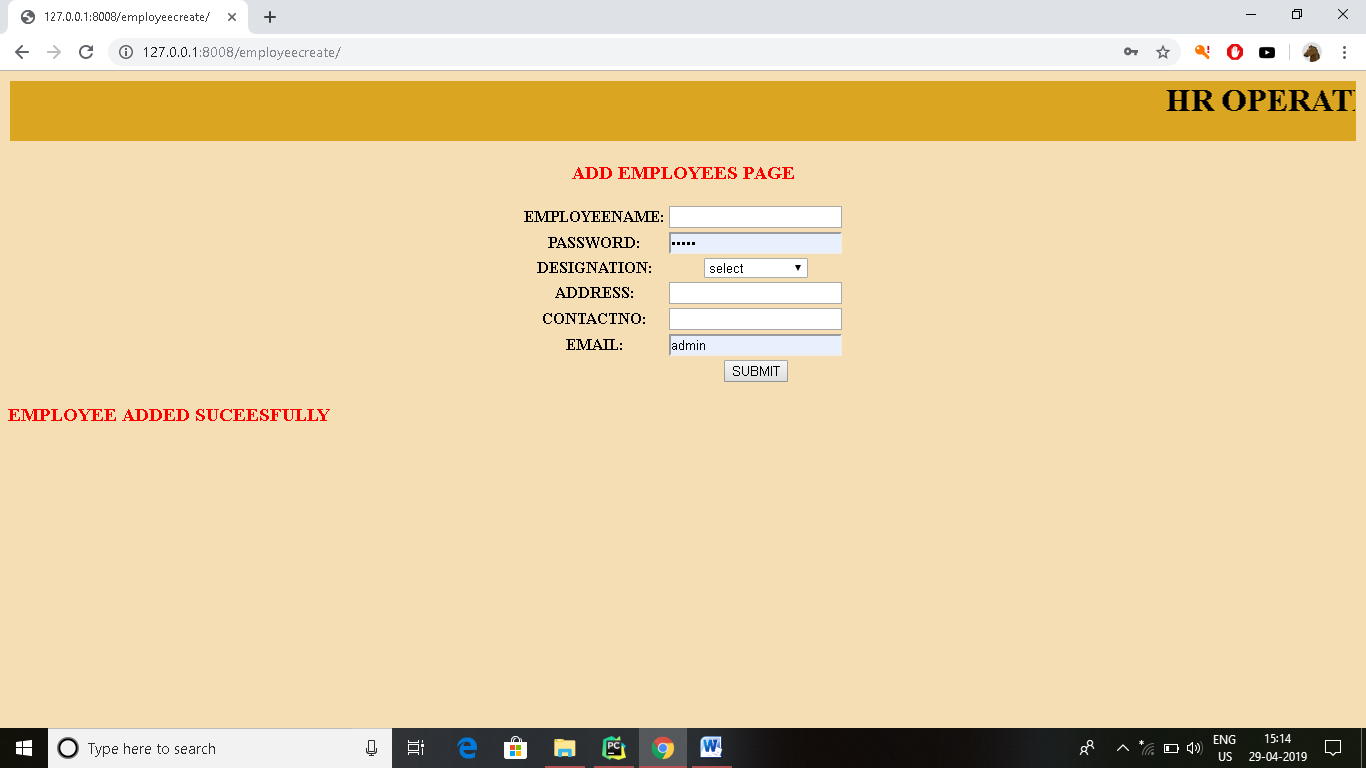 127.0.0.1:8008/employeecreate/
127.0.0.1:8008/employeecreate/
HR OPERAT
ADD EMPLOYEES PAGE
EMPLOYEENAME:
PASSWORD: •••••
DESIGNATION: select
ADDRESS:
CONTACTNO:
EMAIL: admin
SUBMIT
EMPLOYEE ADDED SUCEESFULLY
Type here to search
ENG
US
15:14
29-04-2019